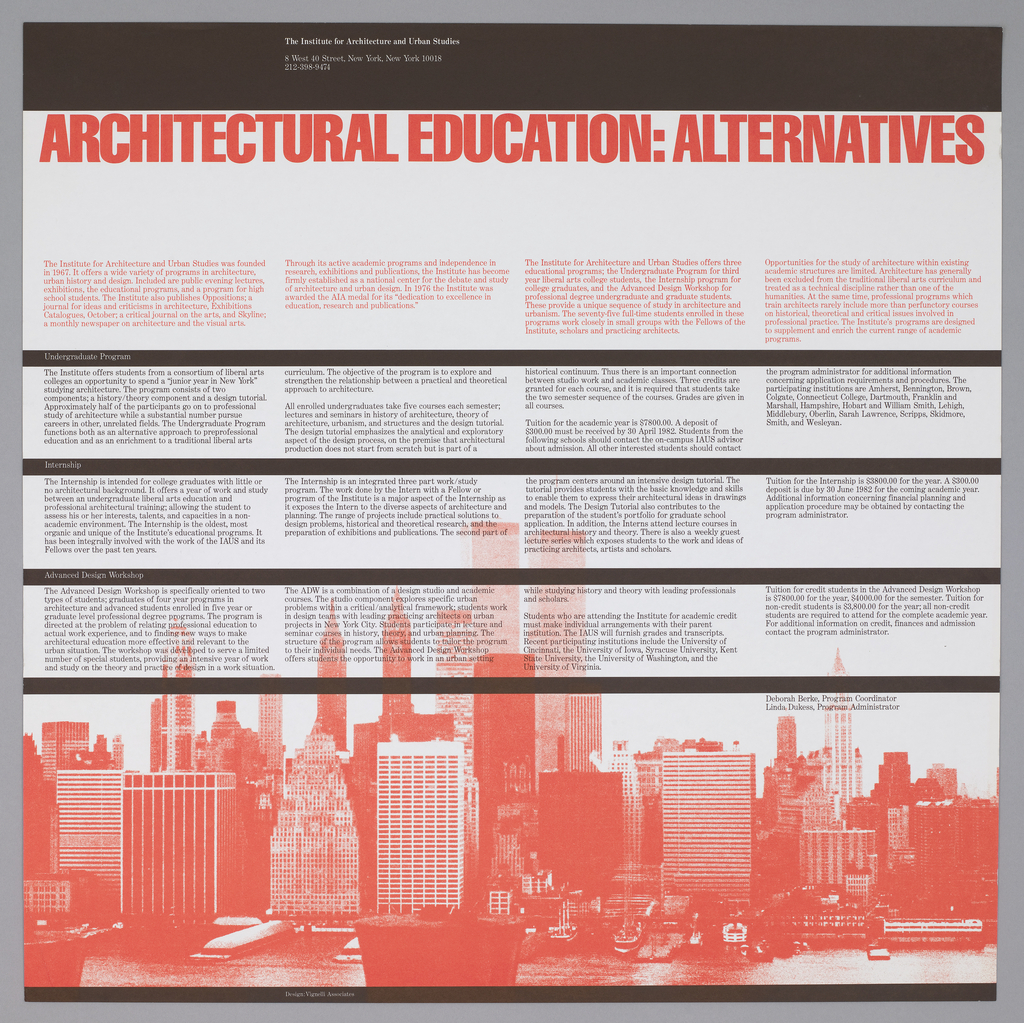 The Institute for Architecture and Urban Studies
8 West 40 Street, New York, New York 10018
212-398-9474
ARCHITECTURAL EDUCATION: ALTERNATIVES
The Institute for Architecture and Urban Studies was founded
in 1967. It offers a wide variety of programs in architecture,
urban history and design. Included are public evening lectures,
exhibitions, the educational programs, and a program for high
school students. The Institute also publishes Oppositions; a
journal for ideas and criticisms in architecture, Exhibitions
Catalogues, October; a critical journal on the arts, and Skyline;
a monthly newspaper on architecture and the visual arts.
Through its active academic programs and independence in
research, exhibitions and publications, the Institute has become
firmly established as a national center for the debate and study
of architecture and urban design. In 1976 the Institute was
awarded the AIA medal for its "dedication to excellence in
education, research and publications."
The Institute for Architecture and Urban Studies offers three
educational programs; the Undergraduate Program for third
year liberal arts college students, the Internship program for
college graduates, and the Advanced Design Workshop for
professional degree undergraduate and graduate students.
These provide a unique sequence of study in architecture and
urbanism. The seventy-five full-time students enrolled in these
programs work closely in small groups with the Fellows of the
Institute, scholars and practicing architects.
Opportunities for the study of architecture within existing
academic structures are limited. Architecture has generally
been excluded from the traditional liberal arts curriculum and
treated as a technical discipline rather than one of the
humanities. At the same time, professional programs which
train architects rarely include more than perfunctory courses
on historical, theoretical and critical issues involved in
professional practice. The Institute's programs are designed
to supplement and enrich the current range of academic
programs.
Undergraduate Program
The Institute offers students from a consortium of liberal arts
colleges an opportunity to spend a "junior year in New York"
studying architecture. The program consists of two
components; a history/theory component and a design tutorial.
Approximately half of the participants go on to professional
study of architecture while a substantial number pursue
careers in other, unrelated fields. The Undergraduate Program
functions both as an alternative approach to preprofessional
education and as an enrichment to a traditional liberal arts
curriculum. The objective of the program is to explore and
strengthen the relationship between a practical and theoretical
approach to architecture.
All enrolled undergraduates take five courses each semester;
lectures and seminars in history of architecture, theory of
architecture, urbanism, and structures and the design tutorial.
The design tutorial emphasizes the analytical and exploratory
aspect of the design process, on the premise that architectural
production does not start from scratch but is part of a
historical continuum. Thus there is an important connection
between studio work and academic classes. Three credits are
granted for each course, and it is required that students take
the two semester sequence of the courses. Grades are given in
all courses.
Tuition for the academic year is $7800.00. A deposit of
$300.00 must be received by 30 April 1982. Students from the
following schools should contact the on-campus IAUS advisor
about admission. All other interested students should contact
the program administrator for additional information
concerning application requirements and procedures. The
participating institutions are Amherst, Bennington, Brown,
Colgate, Connecticut College, Dartmouth, Franklin and
Marshall, Hampshire, Hobart and William Smith, Lehigh,
Middlebury, Oberlin, Sarah Lawrence, Scripps, Skidmore,
Smith, and Wesleyan.
Internship
The Internship is intended for college graduates with little or
no architectural background. It offers a year of work and study
between an undergraduate liberal arts education and
professional architectural training; allowing the student to
assess his or her interests, talents, and capacities in a non-
academic environment. The Internship is the oldest, most
organic and unique of the Institute's educational programs. It
has been integrally involved with the work of the IAUS and its
Fellows over the past ten years.
The Internship is an integrated three part work/study
program. The work done by the Intern with a Fellow or
program of the Institute is a major aspect of the Internship as
it exposes the Intern to the diverse aspects of architecture and
planning. The range of projects include practical solutions to
design problems, historical and theoretical research, and the
preparation of exhibitions and publications. The second part of
the program centers around an intensive design tutorial. The
tutorial provides students with the basic knowledge and skills
to enable them to express their architectural ideas in drawings
and models. The Design Tutorial also contributes to the
preparation of the student's portfolio for graduate school
application. In addition, the Interns attend lecture courses in
architectural history and theory. There is also a weekly guest
lecture series which exposes students to the work and ideas of
practicing architects, artists and scholars.
Tuition for the Internship is $3800.00 for the year. A $300.00
deposit is due by 30 June 1982 for the coming academic year.
Additional information concerning financial planning and
application procedure may be obtained by contacting the
program administrator.
Advanced Design Workshop
The Advanced Design Workshop is specifically oriented to two
types of students; graduates of four year programs in
architecture and advanced students enrolled in five year or
graduate level professional degree programs. The program is
directed at the problem of relating professional education to
actual work experience, and to finding new ways to make
architectural education more effective and relevant to the
urban situation. The workshop was developed to serve a limited
number of special students, providing an intensive year of work
and study on the theory and practice of design in a work situation.
The ADW is a combination of a design studio and academic
courses. The studio component explores specific urban
problems within a critical/analytical framework; students work
in design teams with leading practicing architects on urban
projects in New York City. Students participate in lecture and
seminar courses in history, theory, and urban planning. The
structure of the program allows students to tailor the program
to their individual needs. The Advanced Design Workshop
offers students the opportunity to work in an urban setting
while studying history and theory with leading professionals
and scholars.
Students who are attending the Institute for academic credit
must make individual arrangements with their parent
institution. The IAUS will furnish grades and transcripts.
Recent participating institutions include the University of
Cincinnati, the University of Iowa, Syracuse University, Kent
State University, the University of Washington, and the
University of Virginia.
Tuition for credit students in the Advanced Design Workshop
is $7800.00 for the year, $4000.00 for the semester. Tuition for
non-credit students is $3,800.00 for the year; all non-credit
students are required to attend for the complete academic year.
For additional information on credit, finances and admission
contact the program administrator.
Deborah Berke, Program Coordinator
Linda Dukess, Program Administrator
Design: Vignelli Associates